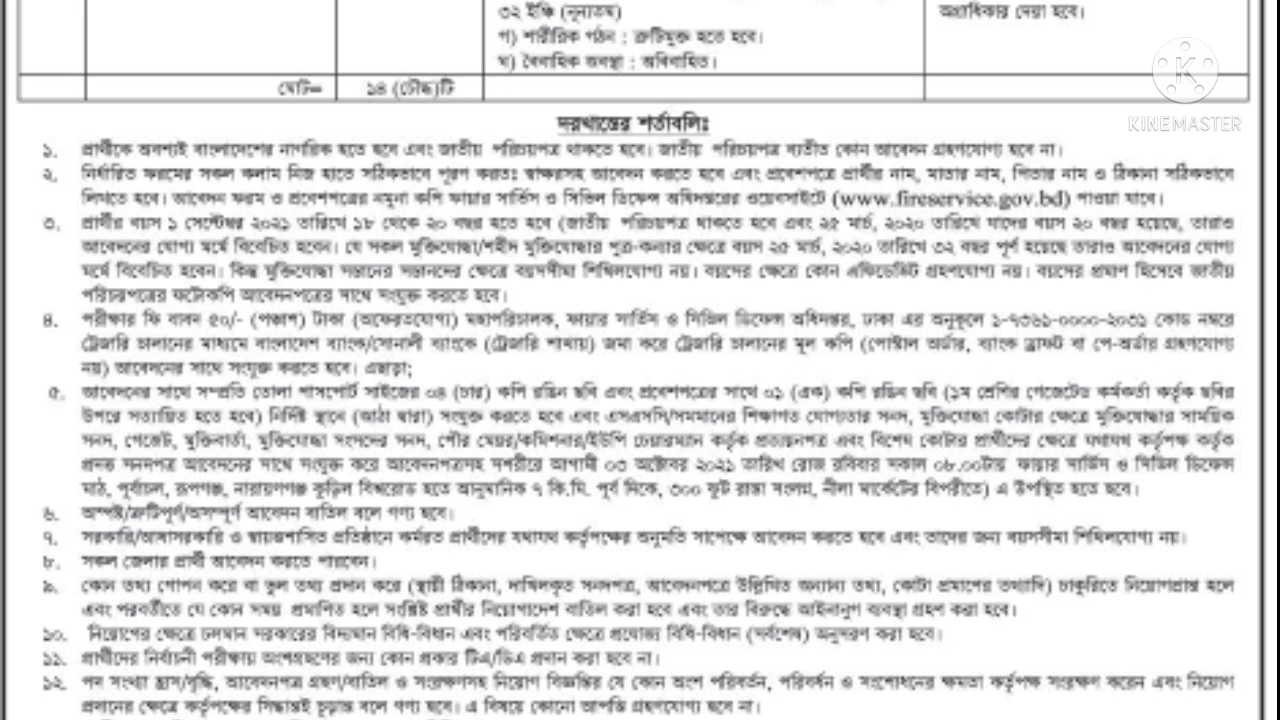 ৩২ ইঞ্চি (ন্যূনতম)
অগ্রাধিকার দেয়া হবে।
গ) শারীরিক গঠন : ত্রুটিমুক্ত হতে হবে।
ঘ) বৈবাহিক অবস্থা : অবিবাহিত।
মোট= ১৪ (চৌদ্দ)টি
KINEMASTER
দরখাস্তের শর্তাবলিঃ
১. প্রার্থীকে অবশ্যই বাংলাদেশের নাগরিক হতে হবে এবং জাতীয় পরিচয়পত্র থাকতে হবে। জাতীয় পরিচয়পত্র ব্যতীত কোন আবেদন গ্রহণযোগ্য হবে না।
২. নির্ধারিত ফরমের সকল কলাম নিজ হাতে সঠিকভাবে পূরণ করতঃ স্বাক্ষরসহ আবেদন করতে হবে এবং প্রবেশপত্রে প্রার্থীর নাম, মাতার নাম, পিতার নাম ও ঠিকানা সঠিকভাবে
লিখতে হবে। আবেদন ফরম ও প্রবেশপত্রের নমুনা কপি ফায়ার সার্ভিস ও সিভিল ডিফেন্স অধিদপ্তরের ওয়েবসাইটে (www.fireservice.gov.bd) পাওয়া যাবে।
৩. প্রার্থীর বয়স ১ সেপ্টেম্বর ২০২১ তারিখে ১৮ থেকে ২০ বছর হতে হবে (জাতীয় পরিচয়পত্র থাকতে হবে এবং ২৫ মার্চ, ২০২০ তারিখে যাদের বয়স ২০ বছর হয়েছে, তারাও
আবেদনের যোগ্য মর্মে বিবেচিত হবেন। যে সকল মুক্তিযোদ্ধা/শহীদ মুক্তিযোদ্ধার পুত্র-কন্যার ক্ষেত্রে বয়স ২৫ মার্চ, ২০২০ তারিখে ৩২ বছর পূর্ণ হয়েছে তারাও আবেদনের যোগ্য
মর্মে বিবেচিত হবেন। কিন্তু মুক্তিযোদ্ধা সন্তানের সন্তানদের ক্ষেত্রে বয়সসীমা শিথিলযোগ্য নয়। বয়সের ক্ষেত্রে কোন এফিডেভিট গ্রহণযোগ্য নয়। বয়সের প্রমাণ হিসেবে জাতীয়
পরিচয়পত্রের ফটোকপি আবেদনপত্রের সাথে সংযুক্ত করতে হবে।
৪. পরীক্ষার ফি বাবদ ৫০/- (পঞ্চাশ) টাকা (অফেরতযোগ্য) মহাপরিচালক, ফায়ার সার্ভিস ও সিভিল ডিফেন্স অধিদপ্তর, ঢাকা এর অনুকূলে ১-৭৩৬১-০০০০-২০৩১ কোড নম্বরে
ট্রেজারি চালানের মাধ্যমে বাংলাদেশ ব্যাংক/সোনালী ব্যাংকে (ট্রেজারি শাখায়) জমা করে ট্রেজারি চালানের মূল কপি (পোস্টাল অর্ডার, ব্যাংক ড্রাফট বা পে-অর্ডার গ্রহণযোগ্য
নয়) আবেদনের সাথে সংযুক্ত করতে হবে। এছাড়া;
৫. আবেদনের সাথে সম্প্রতি তোলা পাসপোর্ট সাইজের ০৪ (চার) কপি রঙিন ছবি এবং প্রবেশপত্রের সাথে ০১ (এক) কপি রঙিন ছবি (১ম শ্রেণির গেজেটেড কর্মকর্তা কর্তৃক ছবির
উপরে সত্যায়িত হতে হবে) নির্দিষ্ট স্থানে (আঠা দ্বারা) সংযুক্ত করতে হবে এবং এসএসসি/সমমানের শিক্ষাগত যোগ্যতার সনদ, মুক্তিযোদ্ধা কোটার ক্ষেত্রে মুক্তিযোদ্ধার সাময়িক
সনদ, গেজেট, মুক্তিবার্তা, মুক্তিযোদ্ধা সংসদের সনদ, পৌর মেয়র/কমিশনার/ইউপি চেয়ারম্যান কর্তৃক প্রত্যয়নপত্র এবং বিশেষ কোটার প্রার্থীদের ক্ষেত্রে যথাযথ কর্তৃপক্ষ কর্তৃক
প্রদত্ত সনদপত্র আবেদনের সাথে সংযুক্ত করে আবেদনপত্রসহ সশরীরে আগামী ০৩ অক্টোবর ২০২১ তারিখ রোজ রবিবার সকাল ০৮.০০টায় ফায়ার সার্ভিস ও সিভিল ডিফেন্স
মাঠ, পূর্বাচল, রূপগঞ্জ, নারায়ণগঞ্জ কুড়িল বিশ্বরোড হতে আনুমানিক ৭ কি.মি. পূর্ব দিকে, ৩০০ ফুট রাস্তা সংলগ্ন, নীলা মার্কেটের বিপরীতে) এ উপস্থিত হতে হবে।
৬. অস্পষ্ট/ত্রুটিপূর্ণ/অসম্পূর্ণ আবেদন বাতিল বলে গণ্য হবে।
৭. সরকারি/আধাসরকারি ও স্বায়ত্তশাসিত প্রতিষ্ঠানে কর্মরত প্রার্থীদের যথাযথ কর্তৃপক্ষের অনুমতি সাপেক্ষে আবেদন করতে হবে এবং তাদের জন্য বয়সসীমা শিথিলযোগ্য নয়।
৮. সকল জেলার প্রার্থী আবেদন করতে পারবেন।
৯. কোন তথ্য গোপন করে বা ভুল তথ্য প্রদান করে (স্থায়ী ঠিকানা, দাখিলকৃত সনদপত্র, আবেদনপত্রে উল্লিখিত অন্যান্য তথ্য, কোটা প্রমাণের তথ্যাদি) চাকুরিতে নিয়োগপ্রাপ্ত হলে
এবং পরবর্তীতে যে কোন সময় প্রমাণিত হলে সংশ্লিষ্ট প্রার্থীর নিয়োগাদেশ বাতিল করা হবে এবং তার বিরুদ্ধে আইনানুগ ব্যবস্থা গ্রহণ করা হবে।
১০. নিয়োগের ক্ষেত্রে চলমান সরকারের বিদ্যমান বিধি-বিধান এবং পরিবর্তিত ক্ষেত্রে প্রযোজ্য বিধি-বিধান (সর্বশেষ) অনুসরণ করা হবে।
১১. প্রার্থীদের নির্বাচনী পরীক্ষায় অংশগ্রহণের জন্য কোন প্রকার টিএ/ডিএ প্রদান করা হবে না।
১২. পদ সংখ্যা হ্রাস/বৃদ্ধি, আবেদনপত্র গ্রহণ/বাতিল ও সংরক্ষণসহ নিয়োগ বিজ্ঞপ্তির যে কোন অংশ পরিবর্তন, পরিবর্ধন ও সংশোধনের ক্ষমতা কর্তৃপক্ষ সংরক্ষণ করেন এবং নিয়োগ
প্রদানের ক্ষেত্রে কর্তৃপক্ষের সিদ্ধান্তই চূড়ান্ত বলে গণ্য হবে। এ বিষয়ে কোনো আপত্তি গ্রহণযোগ্য হবে না।